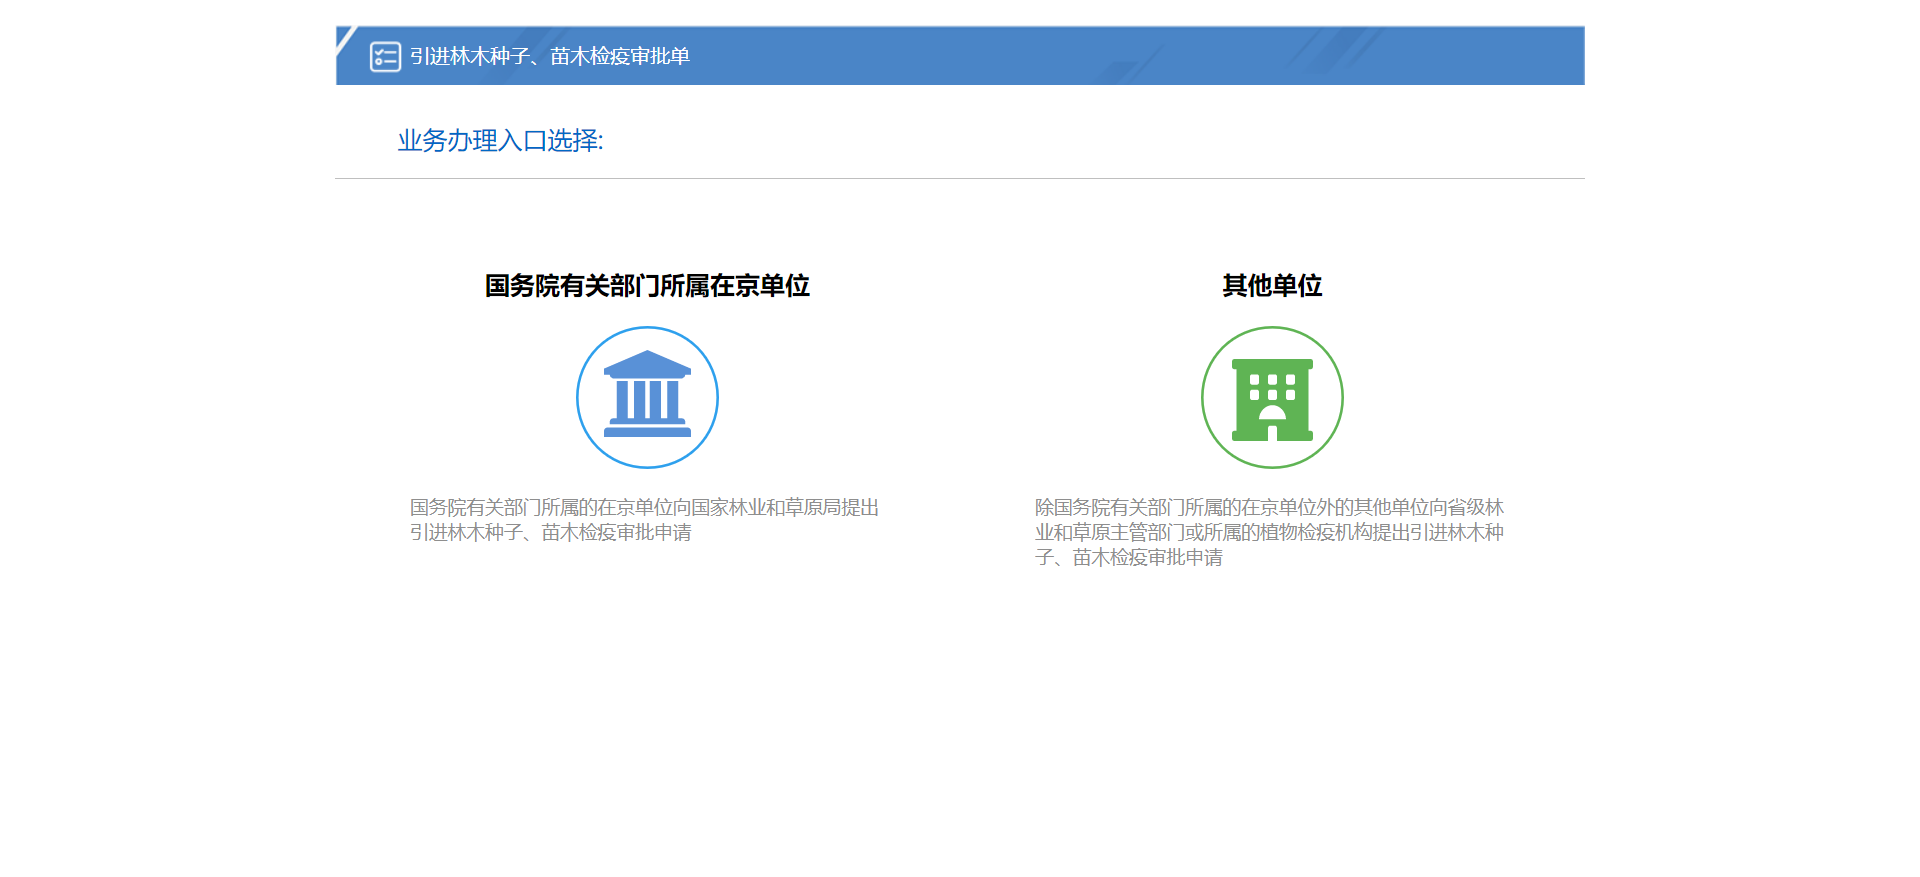 引进林木种子、苗木检疫审批单
业务办理入口选择:
国务院有关部门所属在京单位
国务院有关部门所属的在京单位向国家林业和草原局提出
引进林木种子、苗木检疫审批申请
其他单位
除国务院有关部门所属的在京单位外的其他单位向省级林
业和草原主管部门或所属的植物检疫机构提出引进林木种
子、苗木检疫审批申请